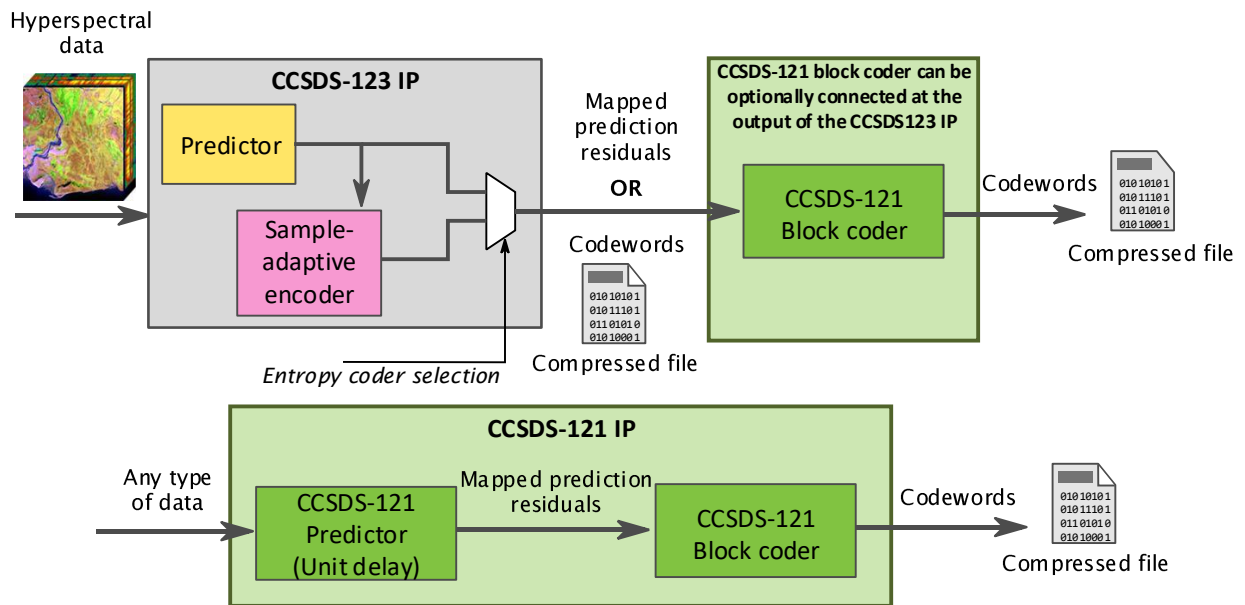 Hyperspectral
data
CCSDS-123 IP
Predictor
Sample-
adaptive
encoder
Entropy coder selection
Mapped
prediction
residuals
OR
Codewords
01010101
01011101
01101010
01010001
Compressed file
CCSDS-121 block coder can be
optionally connected at the
output of the CCSDS123 IP
CCSDS-121
Block coder
Codewords
01010101
01011101
01101010
01010001
Compressed file
CCSDS-121 IP
Any type
of data
CCSDS-121
Predictor
(Unit delay)
Mapped prediction
residuals
CCSDS-121
Block coder
Codewords
01010101
01011101
01101010
01010001
Compressed file